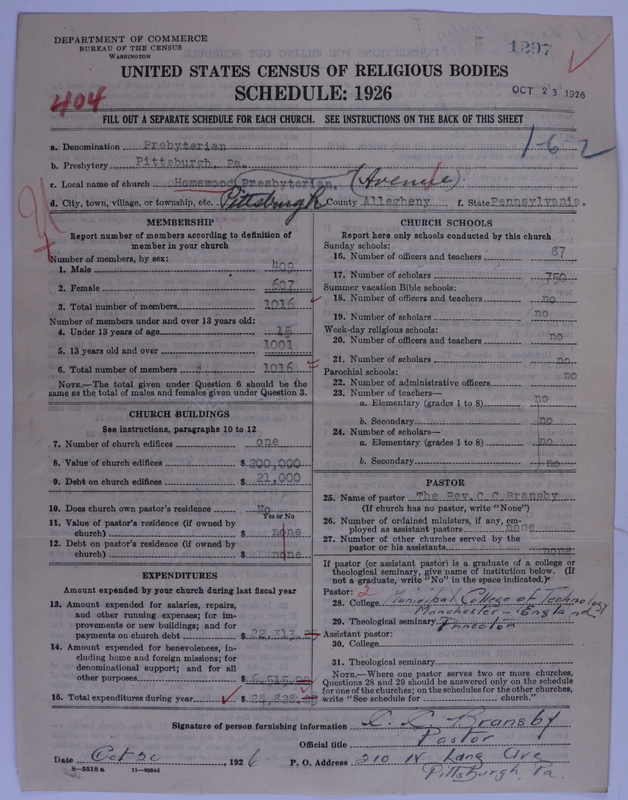 DEPARTMENT OF COMMERCE
BUREAU OF THE CENSUS
WASHINGTON
1297
UNITED STATES CENSUS OF RELIGIOUS BODIES
SCHEDULE: 1926
OCT 23 1926
404
FILL OUT A SEPARATE SCHEDULE FOR EACH CHURCH. SEE INSTRUCTIONS ON THE BACK OF THIS SHEET
1-6-2
a. Denomination Presbyterian
b. Presbytery Pittsburgh, Pa.
c. Local name of church Homewood Presbyterian. (Avenue)
d. City, town, village, or township, etc. Pittsburgh County Allegheny f. State Pennsylvania.
MEMBERSHIP
Report number of members according to definition of
member in your church
Number of members, by sex:
1. Male 409
2. Female 607
3. Total number of members 1016
Number of members under and over 13 years old:
4. Under 13 years of age 15
5. 13 years old and over 1001
6. Total number of members 1016
NOTE.—The total given under Question 6 should be the
same as the total of males and females given under Question 3.
CHURCH BUILDINGS
See instructions, paragraphs 10 to 12
7. Number of church edifices one
8. Value of church edifices $200,000
9. Debt on church edifices $ 21,000
10. Does church own pastor's residence No
Yes or No
11. Value of pastor's residence (if owned by
church) $ none
12. Debt on pastor's residence (if owned by
church) $ none
EXPENDITURES
Amount expended by your church during last fiscal year
13. Amount expended for salaries, repairs,
and other running expenses; for im-
provements or new buildings; and for
payments on church debt $ 22,313.
14. Amount expended for benevolences, in-
cluding home and foreign missions; for
denominational support; and for all
other purposes $
15. Total expenditures during year $
CHURCH SCHOOLS
Report here only schools conducted by this church
Sunday schools:
16. Number of officers and teachers 87
17. Number of scholars 750
Summer vacation Bible schools:
18. Number of officers and teachers no
19. Number of scholars no
Week-day religious schools:
20. Number of officers and teachers no
21. Number of scholars no
Parochial schools:
22. Number of administrative officers no
23. Number of teachers—
a. Elementary (grades 1 to 8) no
b. Secondary no
24. Number of scholars—
a. Elementary (grades 1 to 8) no
b. Secondary no
PASTOR
25. Name of pastor The Rev. C. C. Bransby
(If church has no pastor, write "None")
26. Number of ordained ministers, if any, em-
ployed as assistant pastors none
27. Number of other churches served by the
pastor or his assistants none
If pastor (or assistant pastor) is a graduate of a college or
theological seminary, give name of institution below. (If
not a graduate, write "No" in the space indicated.)
Pastor: 2
28. College Municipal College of Technology
Manchester - England
29. Theological seminary Princeton
Assistant pastor:
30. College
31. Theological seminary
NOTE.—Where one pastor serves two or more churches,
Questions 28 and 29 should be answered only on the schedule
for one of the churches; on the schedules for the other churches,
write "See schedule for church."
Signature of person furnishing information C. C. Bransby
Official title Pastor
Date Oct 20, 1926 P. O. Address 210 N. Lang Ave
Pittsburgh, Pa.
8-5518a